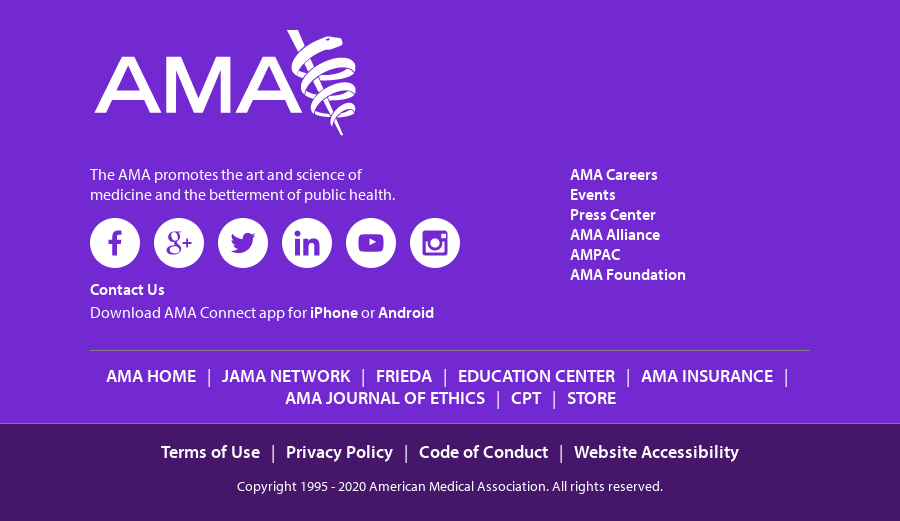 AMA
The AMA promotes the art and science of
medicine and the betterment of public health.
Contact Us
Download AMA Connect app for iPhone or Android
AMA Careers
Events
Press Center
AMA Alliance
AMPAC
AMA Foundation
AMA HOME | JAMA NETWORK | FRIEDA | EDUCATION CENTER | AMA INSURANCE |
AMA JOURNAL OF ETHICS | CPT | STORE
Terms of Use | Privacy Policy | Code of Conduct | Website Accessibility
Copyright 1995 - 2020 American Medical Association. All rights reserved.